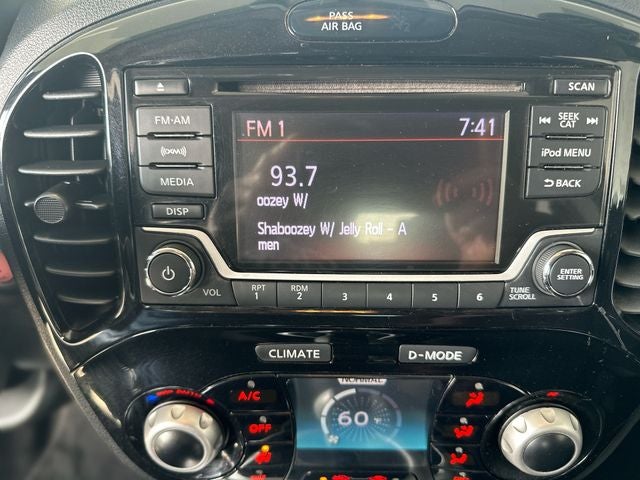 PASS
AIR BAG
SCAN
FM·AM
FM 1 7:41
SEEK
CAT
MEDIA
93.7
iPod MENU
oozey W/
BACK
DISP
Shaboozey W/ Jelly Roll - A
men
VOL
RPT
1
RDM
2
3
4
5
6
TUNE
SCROLL
ENTER
SETTING
CLIMATE
D-MODE
NORMAL
A/C
60
OFF